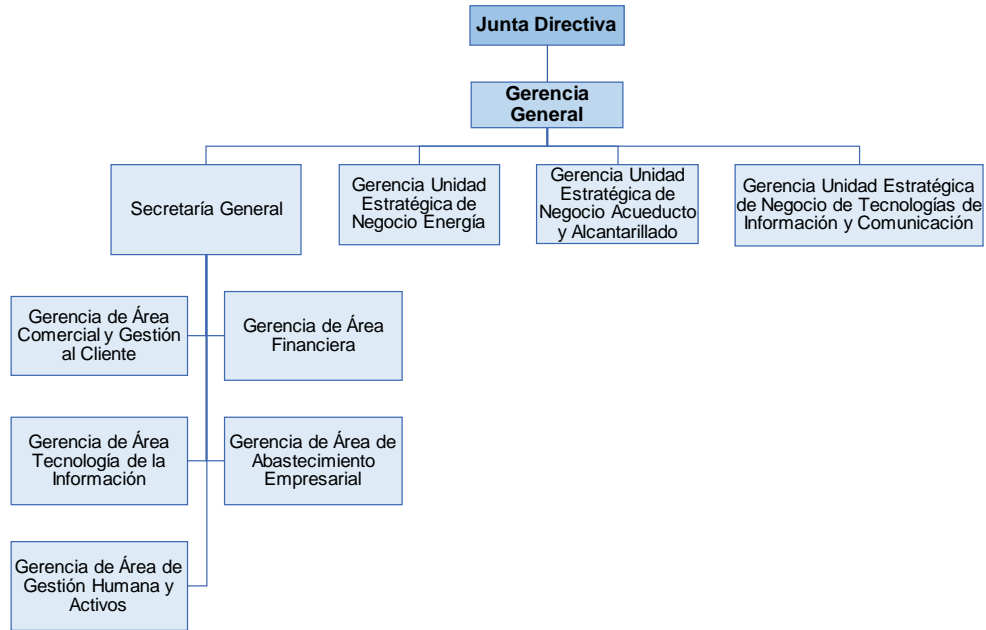 Junta Directiva
Gerencia
General
Secretaría General
Gerencia Unidad
Estratégica de
Negocio Energía
Gerencia Unidad
Estratégica de
Negocio Acueducto
y Alcantarillado
Gerencia Unidad Estratégica
de Negocio de Tecnologías de
Información y Comunicación
Gerencia de Área
Comercial y Gestión
al Cliente
Gerencia de Área
Financiera
Gerencia de Área
Tecnología de la
Información
Gerencia de Área de
Abastecimiento
Empresarial
Gerencia de Área de
Gestión Humana y
Activos